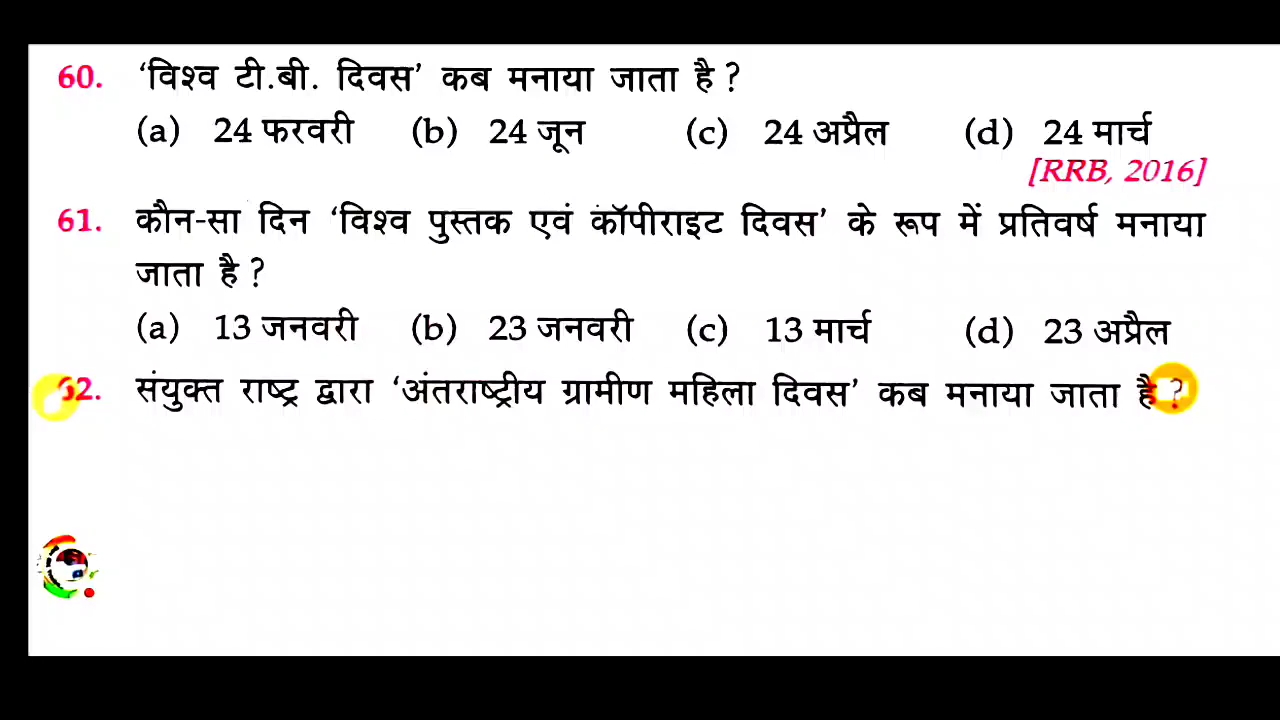 60. ‘विश्व टी.बी. दिवस’ कब मनाया जाता है ?
(a) 24 फरवरी (b) 24 जून (c) 24 अप्रैल (d) 24 मार्च
[RRB, 2016]
61. कौन-सा दिन ‘विश्व पुस्तक एवं कॉपीराइट दिवस’ के रूप में प्रतिवर्ष मनाया
जाता है ?
(a) 13 जनवरी (b) 23 जनवरी (c) 13 मार्च (d) 23 अप्रैल
62. संयुक्त राष्ट्र द्वारा ‘अंतराष्ट्रीय ग्रामीण महिला दिवस’ कब मनाया जाता है ?